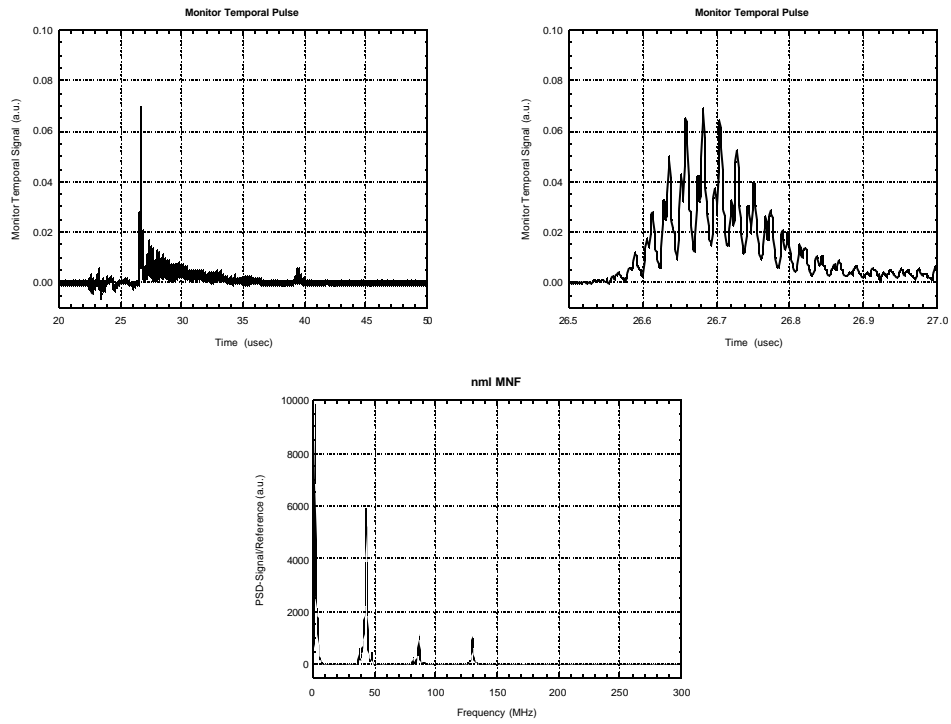 Monitor Temporal Pulse
Monitor Temporal Signal (a.u.)
0.10
0.08
0.06
0.04
0.02
0.00
20 25 30 35 40 45 50
Time (usec)
Monitor Temporal Pulse
Monitor Temporal Signal (a.u.)
0.10
0.08
0.06
0.04
0.02
0.00
26.5 26.6 26.7 26.8 26.9 27.0
Time (usec)
nml MNF
PSD-Signal/Reference (a.u.)
10000
8000
6000
4000
2000
0
0 50 100 150 200 250 300
Frequency (MHz)